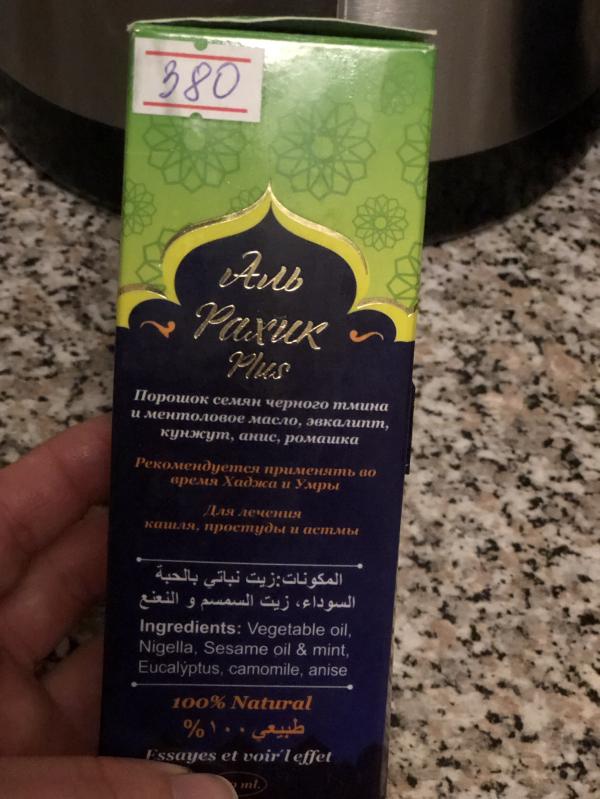 380
Аль
Рахик
Plus
Порошок семян черного тмина
и ментоловое масло, эвкалипт,
кунжут, анис, ромашка
Рекомендуется применять во
время Хаджа и Умры
Для лечения
кашля, простуды и астмы
المكونات:زيت نباتي بالحبة
السوداء، زيت السمسم و النعنع
Ingredients: Vegetable oil,
Nigella, Sesame oil & mint,
Eucalýptus, camomile, anise
100% Natural
طبيعي ١٠٠%
Essayes et voir'l effet
ml.